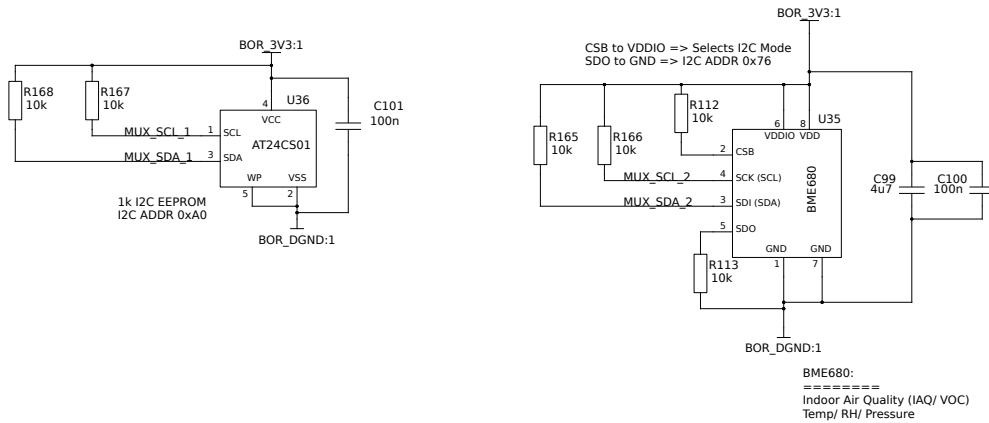 BOR_3V3:1
R168
10k
R167
10k
MUX_SCL_1
MUX_SDA_1
4
U36
VCC
1
SCL
AT24CS01
3
SDA
WP
VSS
5
2
C101
100n
1k I2C EEPROM
I2C ADDR 0xA0
BOR_DGND:1
BOR_3V3:1
CSB to VDDIO => Selects I2C Mode
SDO to GND => I2C ADDR 0x76
R165
10k
R166
10k
R112
10k
MUX_SCL_2
MUX_SDA_2
6
8
U35
VDDIO
VDD
2
CSB
4
SCK (SCL)
3
SDI (SDA)
5
SDO
BME680
GND
GND
1
7
R113
10k
C99
4u7
C100
100n
BOR_DGND:1
BME680:
========
Indoor Air Quality (IAQ/ VOC)
Temp/ RH/ Pressure